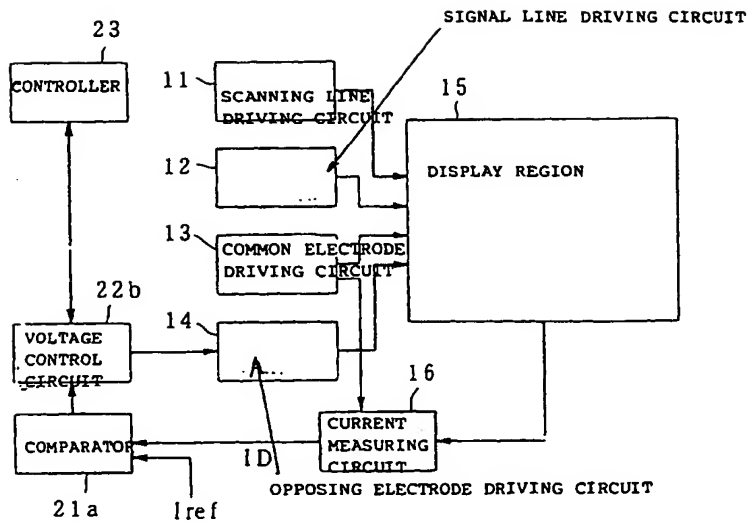 SIGNAL LINE DRIVING CIRCUIT
23
CONTROLLER
11
SCANNING LINE
DRIVING CIRCUIT
15
DISPLAY REGION
12
...
13
COMMON ELECTRODE
DRIVING CIRCUIT
22b
VOLTAGE
CONTROL
CIRCUIT
14
16
CURRENT
MEASURING
CIRCUIT
COMPARATOR
ID
OPPOSING ELECTRODE DRIVING CIRCUIT
21a
Iref